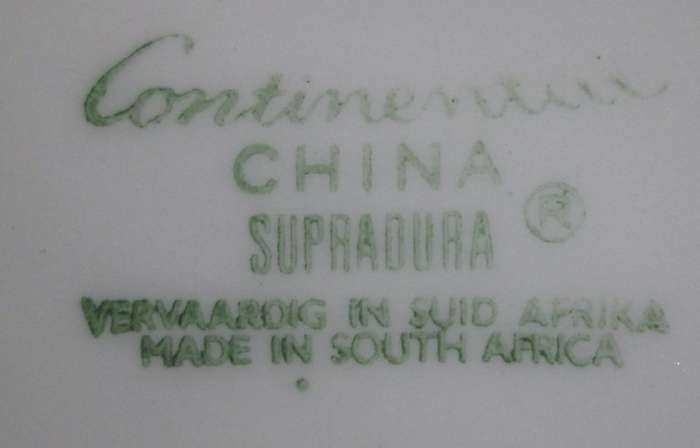 Continental
CHINA
SUPRADURA ®
VERVAARDIG IN SUID AFRIKA
MADE IN SOUTH AFRICA